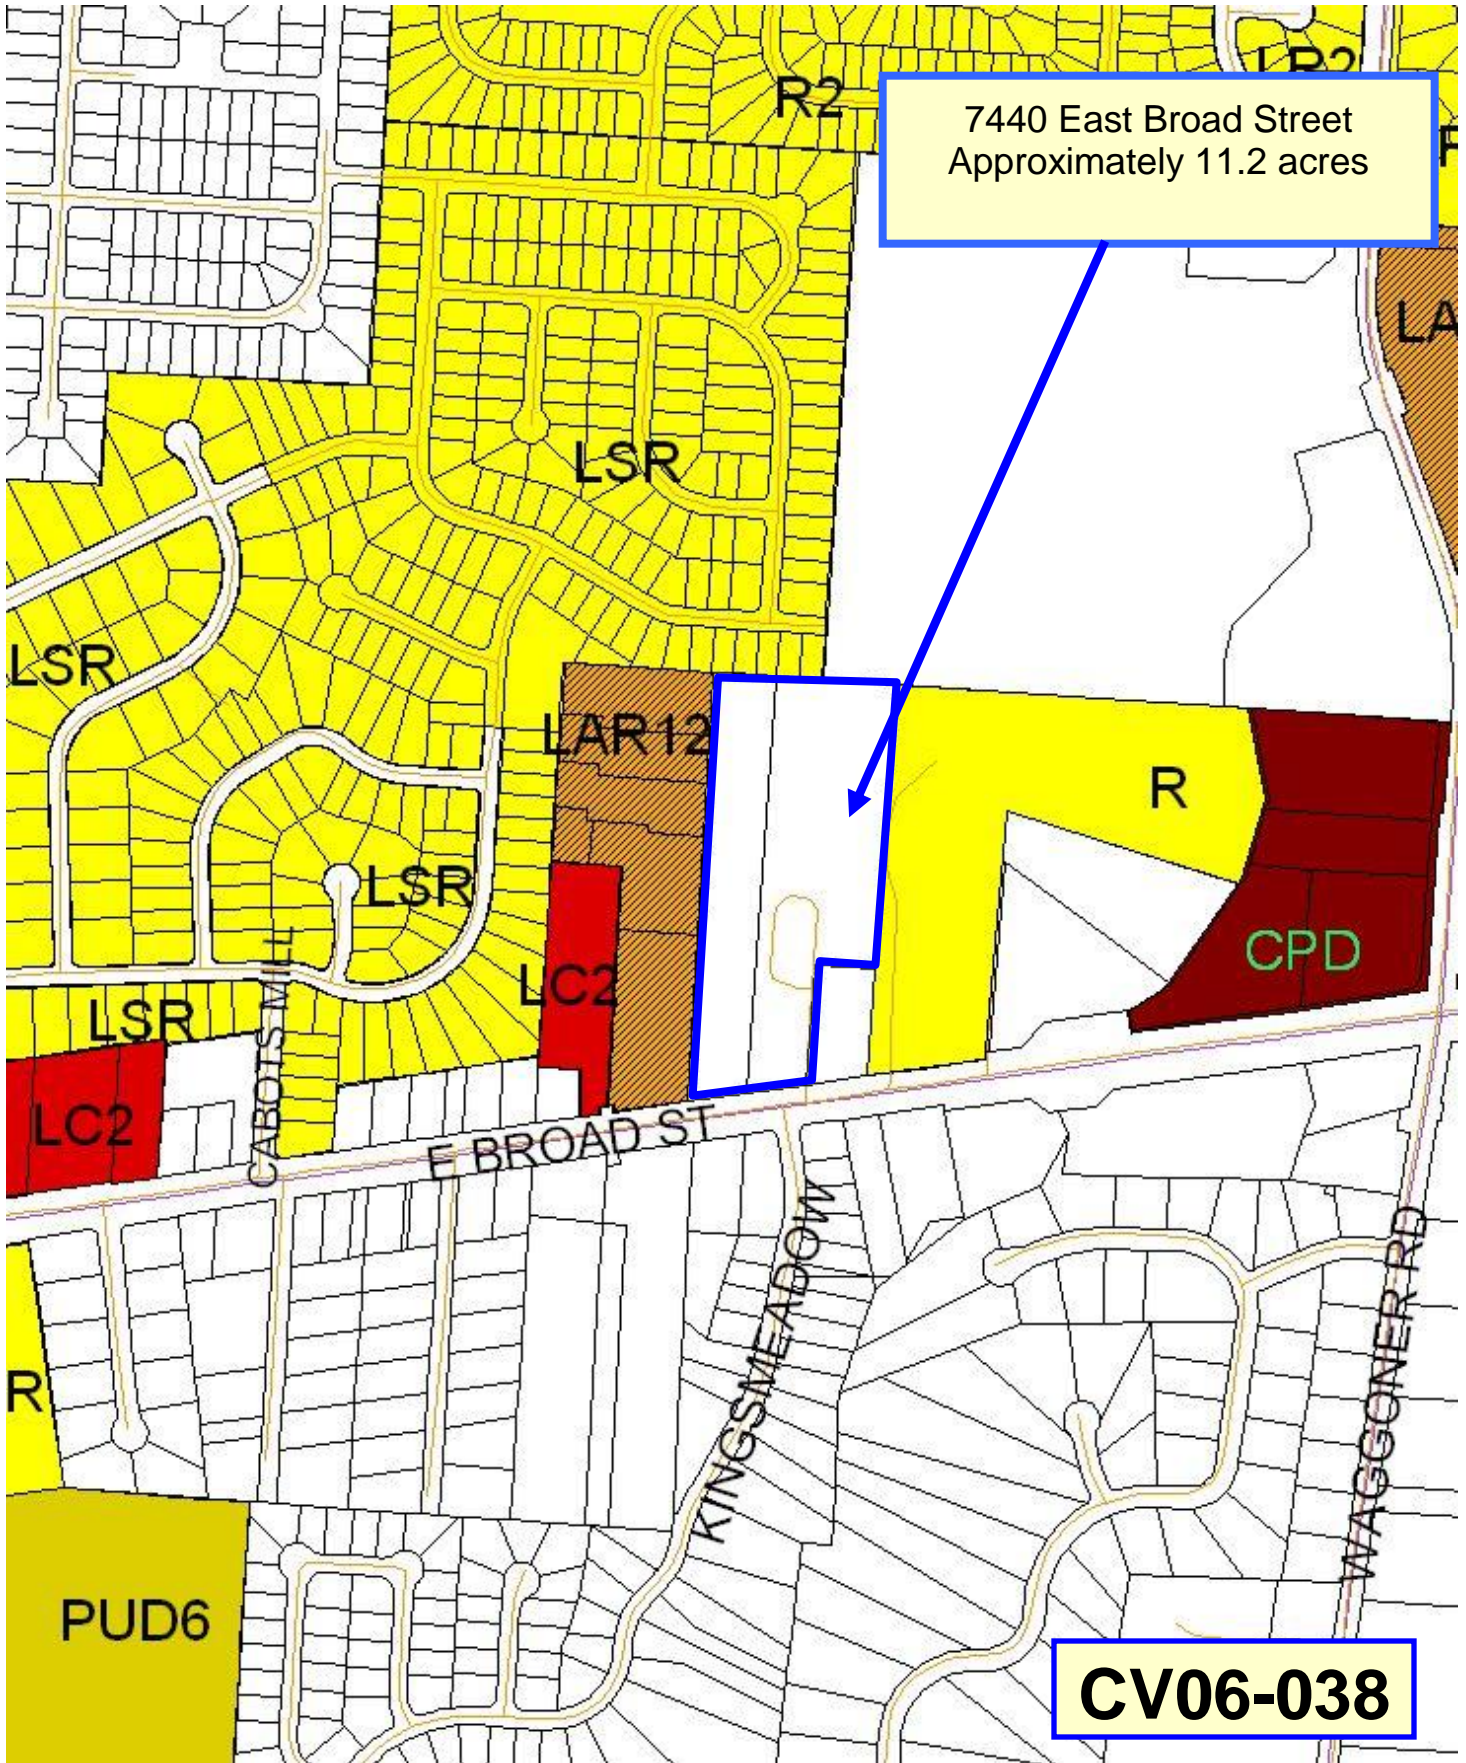 R2
LR2
7440 East Broad Street
Approximately 11.2 acres
LSR
LSR
LAR12
R
LSR
CPD
LC2
LSR
LC2
CABOTS MILL
E BROAD ST
KINGSMEADOW
WAGGONER RD
R
PUD6
CV06-038